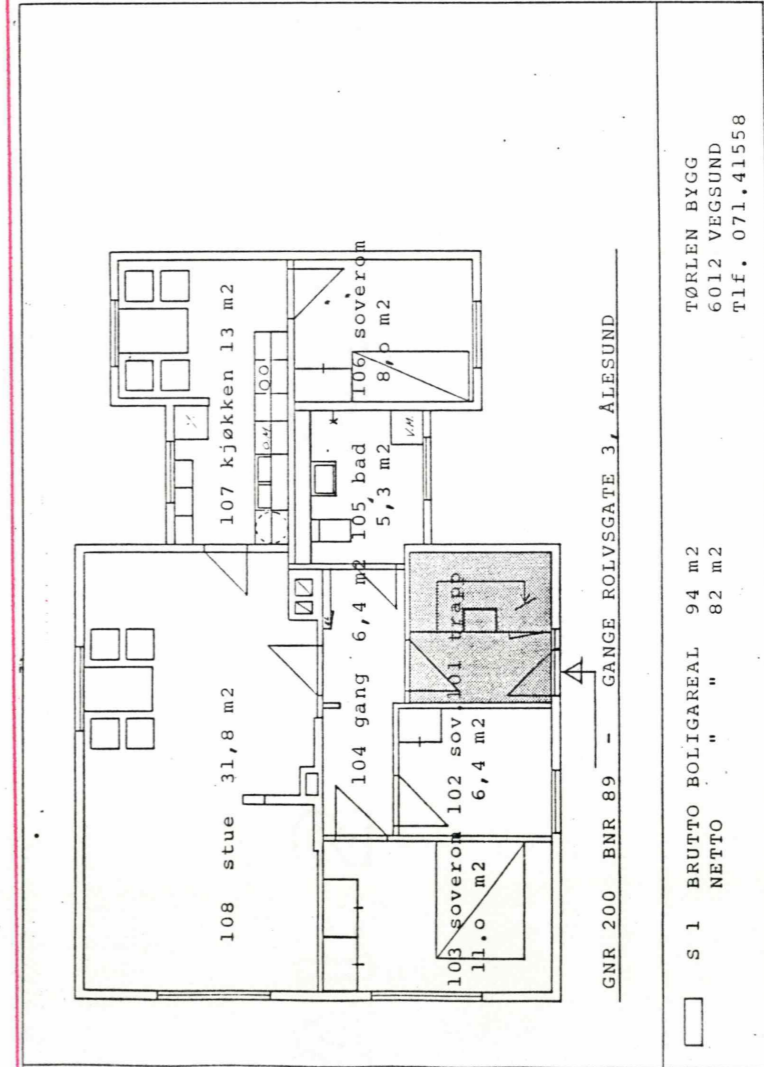 108 stue 31,8 m2
107 kjøkken 13 m2
104 gang 6,4 m2
105 bad
5,3 m2
106 soverom
8,o m2
103 soverom
11.o m2
102 sov.
6,4 m2
101 trapp
O.M.
V.M.
GNR 200 BNR 89 - GANGE ROLVSGATE 3, ÅLESUND
S 1 BRUTTO BOLIGAREAL 94 m2
NETTO " " 82 m2
TØRLEN BYGG
6012 VEGSUND
Tlf. 071.41558